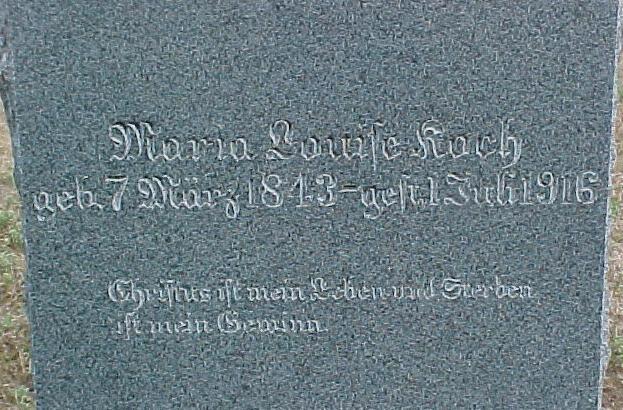 Maria Louise Koch
geb. 7 März 1843 - gest. 1 Juli 1916
Christus ist mein Leben und Sterben
ist mein Gewinn.